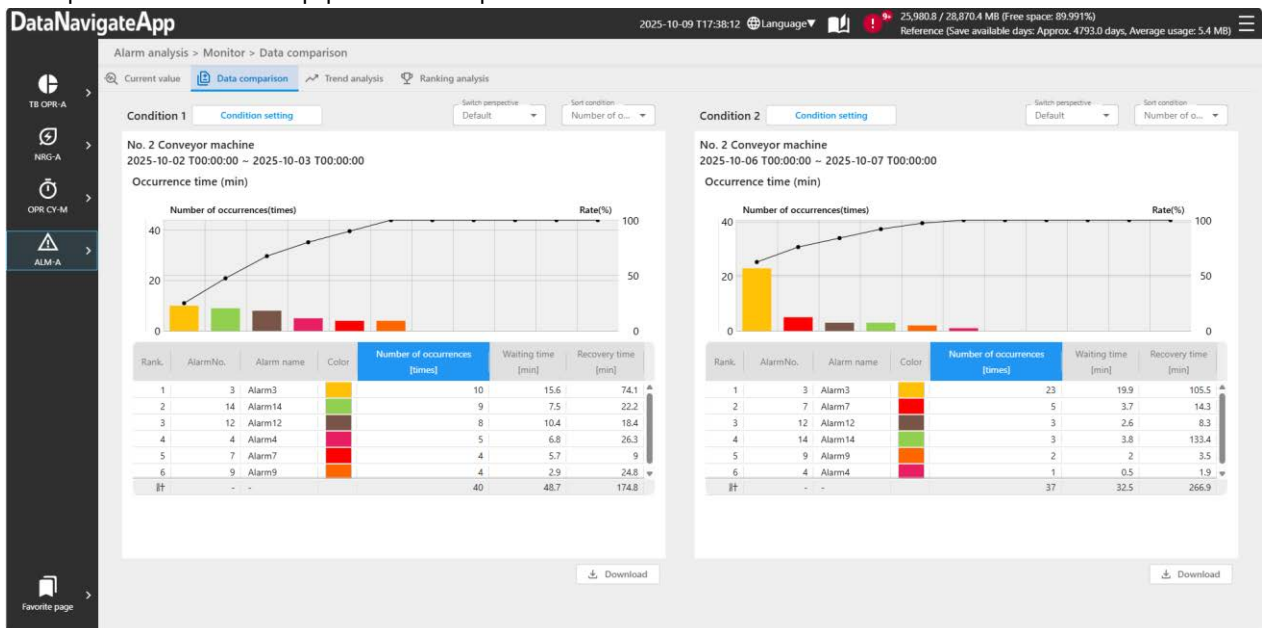 DataNavigateApp
2025-10-09 T17:38:12 Language▼ 9+ 25,980.8 / 28,870.4 MB (Free space: 89.991%)
Reference (Save available days: Approx. 4793.0 days, Average usage: 5.4 MB)
Alarm analysis > Monitor > Data comparison
Current value Data comparison Trend analysis Ranking analysis
TB OPR-A
NRG-A
OPR CY-M
ALM-A
Favorite page
Condition 1 Condition setting Switch perspective Default Sort condition Number of o...
No. 2 Conveyor machine
2025-10-02 T00:00:00 ~ 2025-10-03 T00:00:00
Occurrence time (min)
Number of occurrences(times) Rate(%)
40 100
20 50
0 0
Rank. AlarmNo. Alarm name Color Number of occurrences [times] Waiting time [min] Recovery time [min]
1 3 Alarm3 10 15.6 74.1
2 14 Alarm14 9 7.5 22.2
3 12 Alarm12 8 10.4 18.4
4 4 Alarm4 5 6.8 26.3
5 7 Alarm7 4 5.7 9
6 9 Alarm9 4 2.9 24.8
計 - - 40 48.7 174.8
Download
Condition 2 Condition setting Switch perspective Default Sort condition Number of o...
No. 2 Conveyor machine
2025-10-06 T00:00:00 ~ 2025-10-07 T00:00:00
Occurrence time (min)
Number of occurrences(times) Rate(%)
40 100
20 50
0 0
Rank. AlarmNo. Alarm name Color Number of occurrences [times] Waiting time [min] Recovery time [min]
1 3 Alarm3 23 19.9 105.5
2 7 Alarm7 5 3.7 14.3
3 12 Alarm12 3 2.6 8.3
4 14 Alarm14 3 3.8 133.4
5 9 Alarm9 2 2 3.5
6 4 Alarm4 1 0.5 1.9
計 - - 37 32.5 266.9
Download